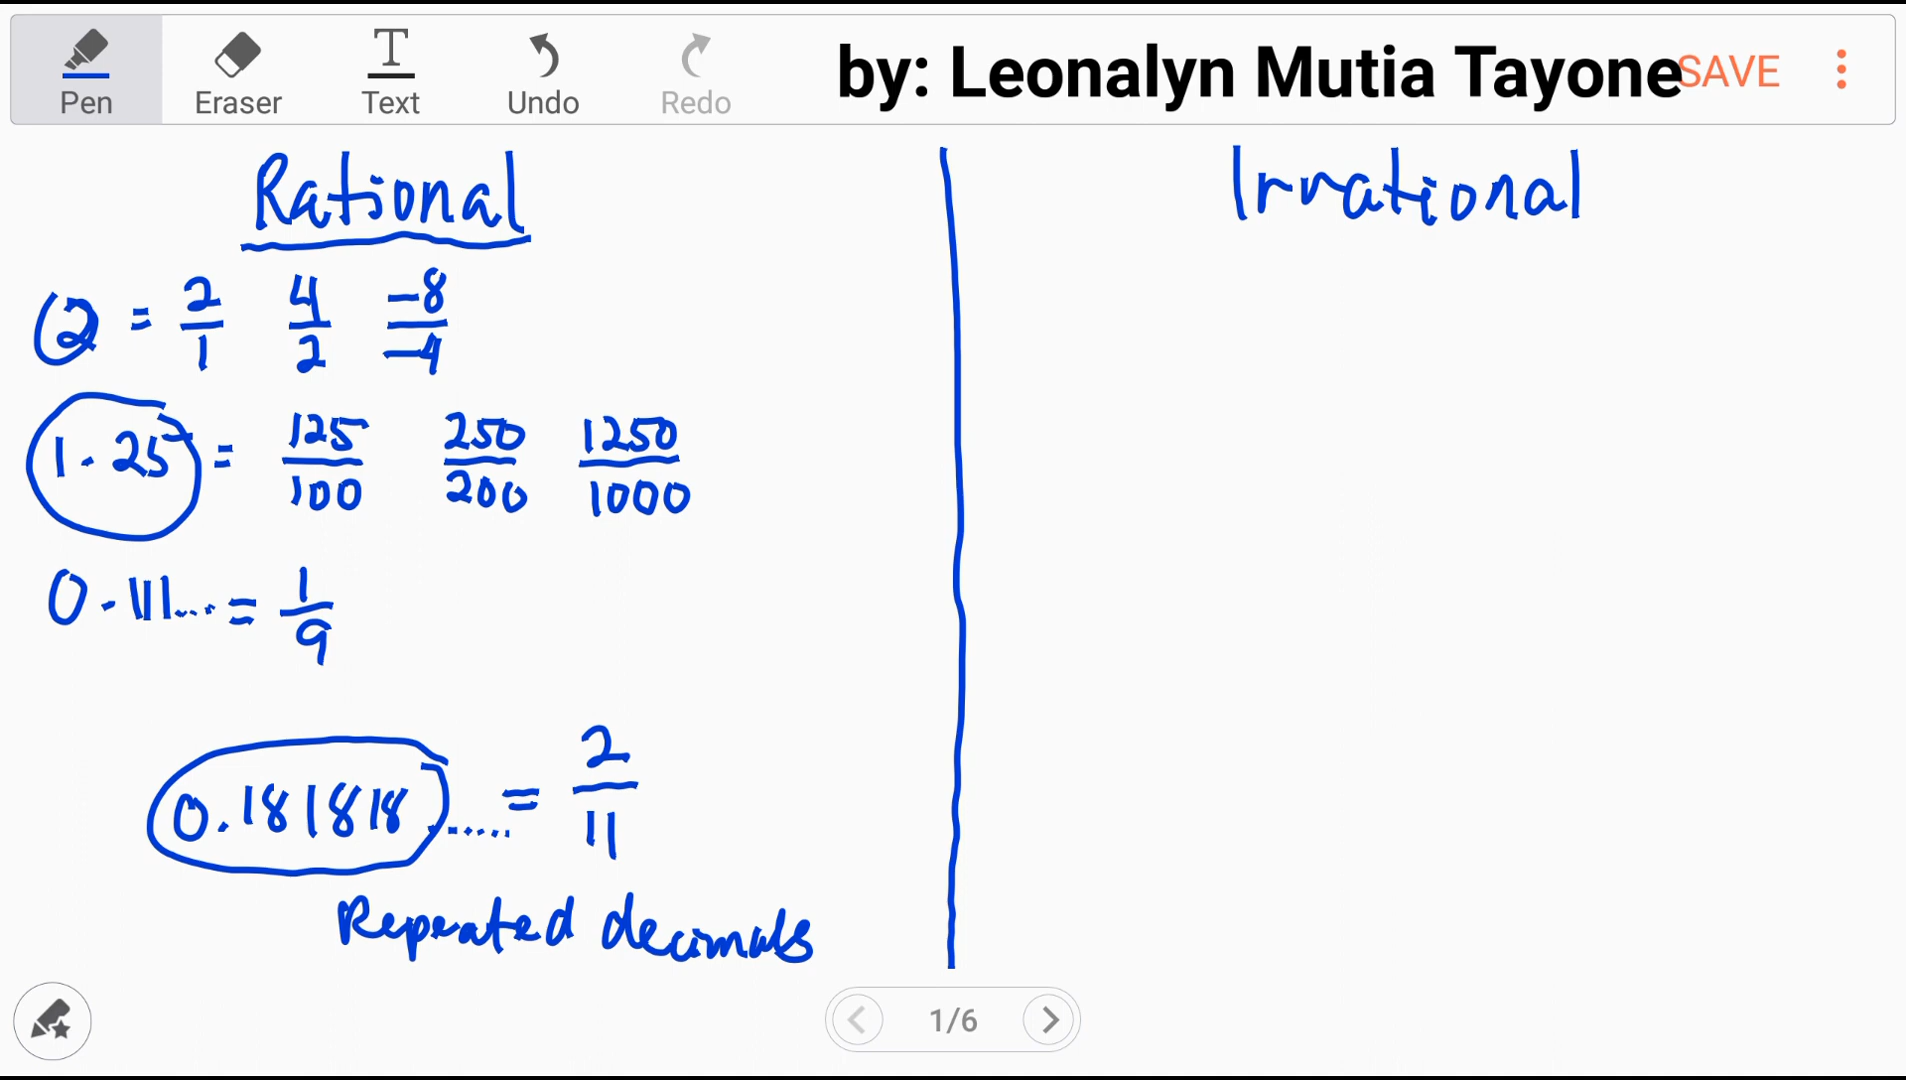 Pen Eraser Text Undo Redo by: Leonalyn Mutia Tayone SAVE
Rational
2 = 2/1 4/2 -8/-4
1.25 = 125/100 250/200 1250/1000
0.111... = 1/9
0.181818...... = 2/11
Repeated decimals
Irrational
1/6